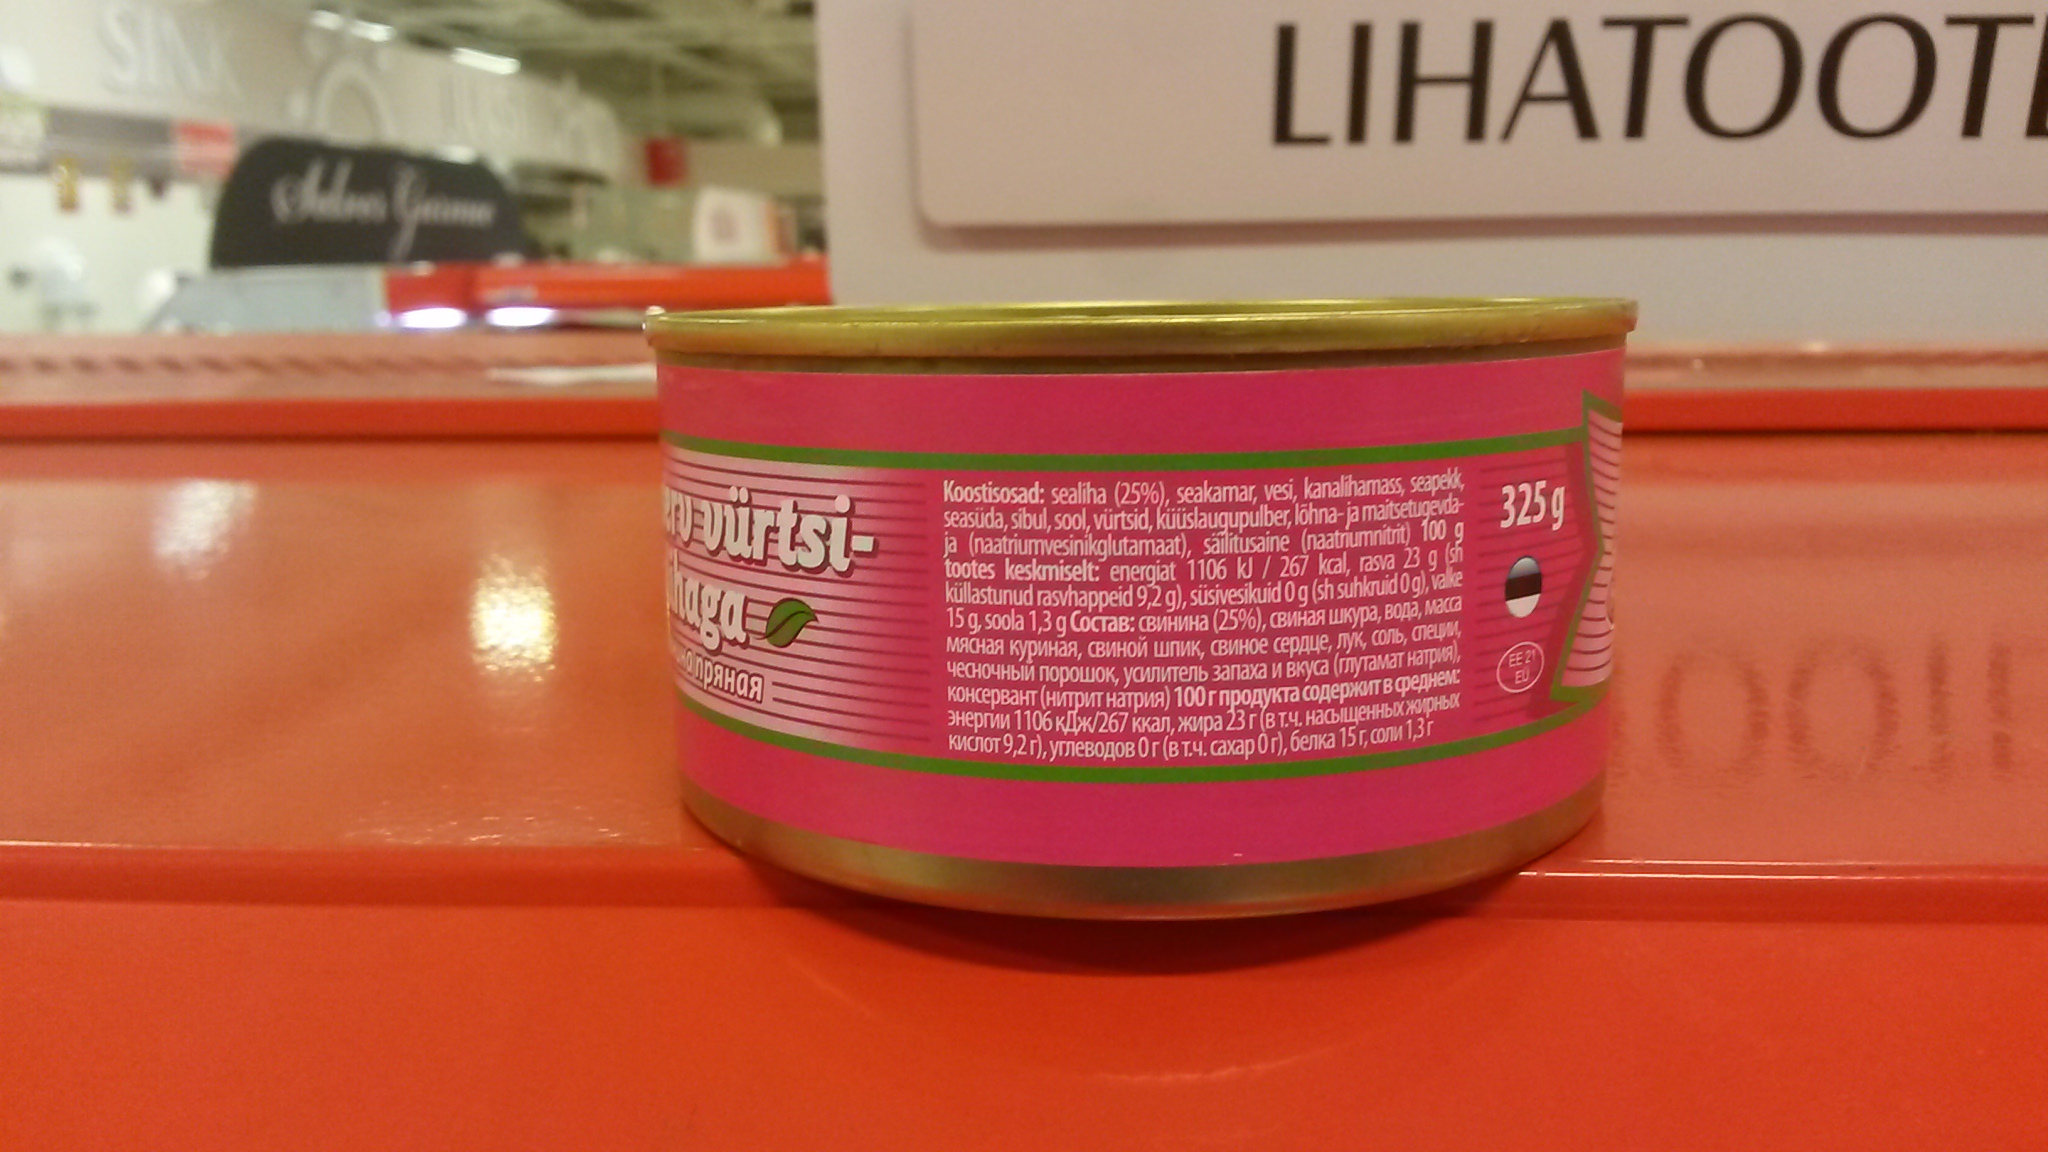 LIHATOOT
vürtsi-
haga
пряная
Koostisosad: sealiha (25%), seakamar, vesi, kanalihamass, seapekk,
seasüda, sibul, sool, vürtsid, küüslaugupulber, lõhna- ja maitsetugevda-
ja (naatriumvesinikglutamaat), säilitusaine (naatriumnitrit) 100 g
tootes keskmiselt: energiat 1106 kJ / 267 kcal, rasva 23 g (sh
küllastunud rasvhappeid 9,2 g), süsivesikuid 0 g (sh suhkruid 0 g), valke
15 g, soola 1,3 g Состав: свинина (25%), свиная шкура, вода, масса
мясная куриная, свиной шпик, свиное сердце, лук, соль, специи,
чесночный порошок, усилитель запаха и вкуса (глутамат натрия),
консервант (нитрит натрия) 100 г продукта содержит в среднем:
энергии 1106 кДж/267 ккал, жира 23 г (в т.ч. насыщенных жирных
кислот 9,2 г), углеводов 0 г (в т.ч. сахар 0 г), белка 15 г, соли 1,3 г
325 g
EE 21
EU